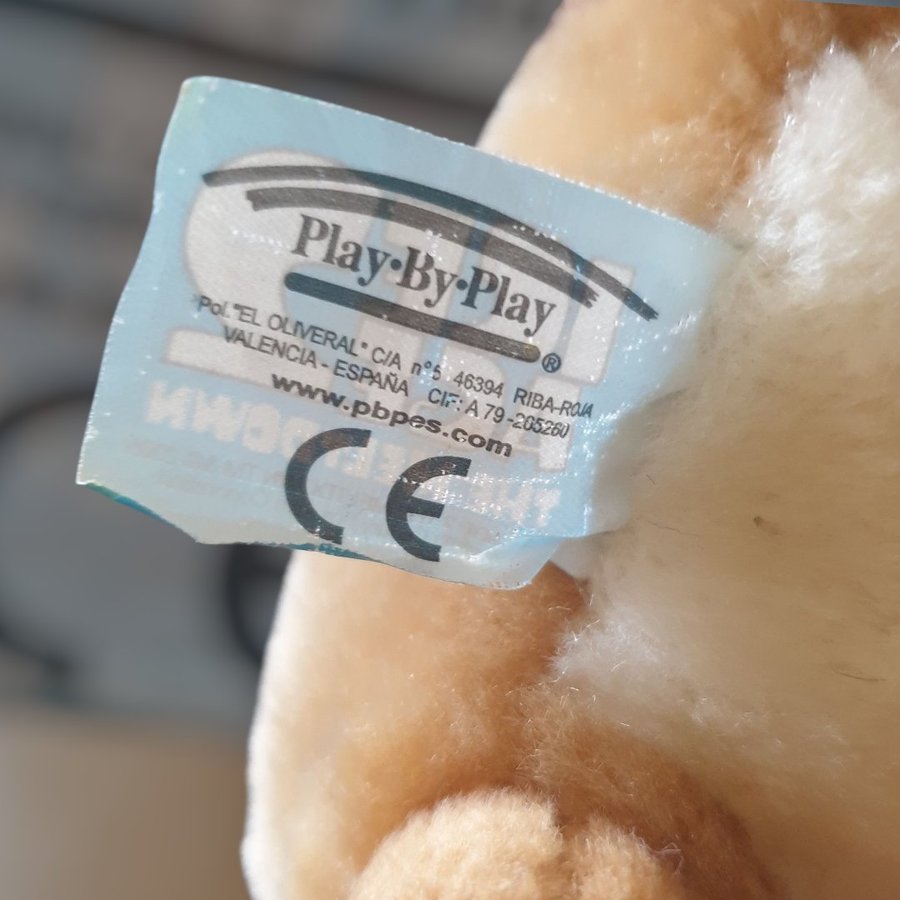 Play·By·Play®
Pol. "EL OLIVERAL" C/A nº5 46394 RIBA-ROJA
VALENCIA - ESPAÑA CIF: A 79 -205260
www.pbpes.com
CE